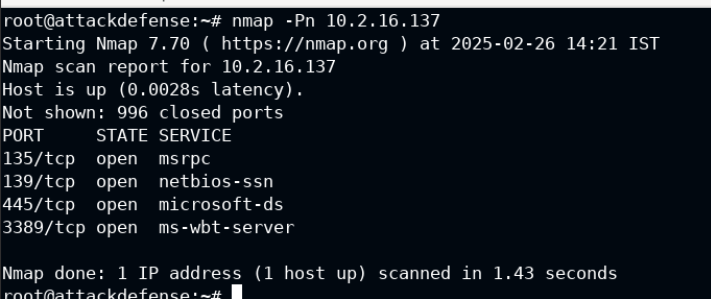 root@attackdefense:~# nmap -Pn 10.2.16.137
Starting Nmap 7.70 ( https://nmap.org ) at 2025-02-26 14:21 IST
Nmap scan report for 10.2.16.137
Host is up (0.0028s latency).
Not shown: 996 closed ports
PORT     STATE SERVICE
135/tcp  open  msrpc
139/tcp  open  netbios-ssn
445/tcp  open  microsoft-ds
3389/tcp open  ms-wbt-server
Nmap done: 1 IP address (1 host up) scanned in 1.43 seconds
root@attackdefense:~#